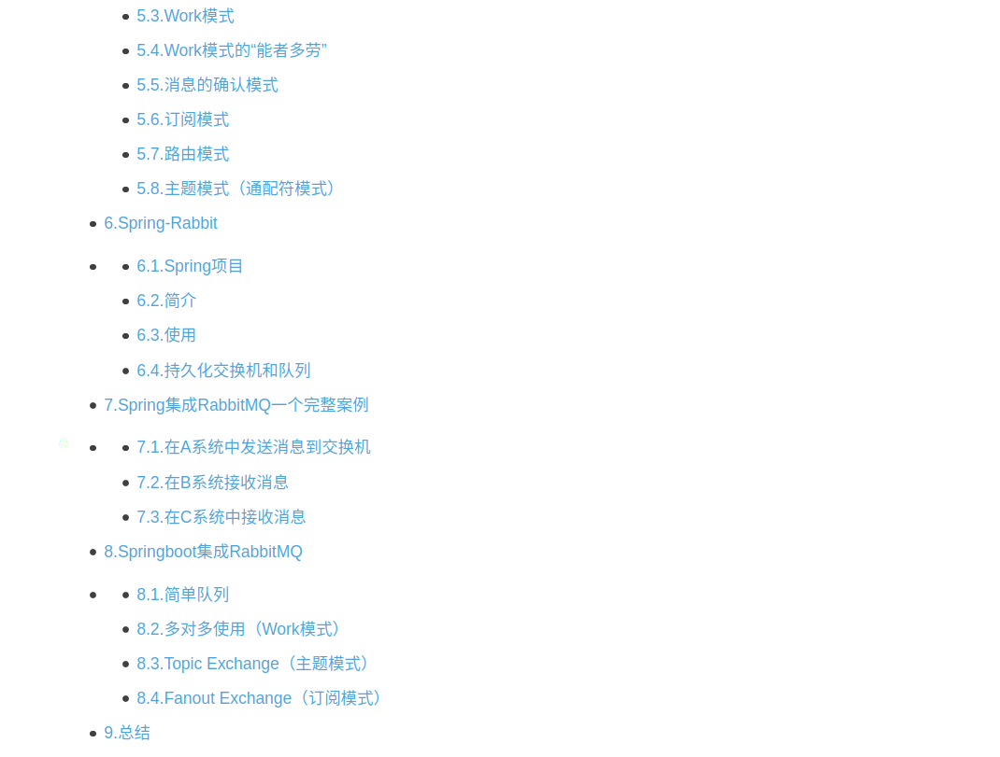 5.3.Work模式
5.4.Work模式的“能者多劳”
5.5.消息的确认模式
5.6.订阅模式
5.7.路由模式
5.8.主题模式（通配符模式）
6.Spring-Rabbit
6.1.Spring项目
6.2.简介
6.3.使用
6.4.持久化交换机和队列
7.Spring集成RabbitMQ一个完整案例
7.1.在A系统中发送消息到交换机
7.2.在B系统接收消息
7.3.在C系统中接收消息
8.Springboot集成RabbitMQ
8.1.简单队列
8.2.多对多使用（Work模式）
8.3.Topic Exchange（主题模式）
8.4.Fanout Exchange（订阅模式）
9.总结